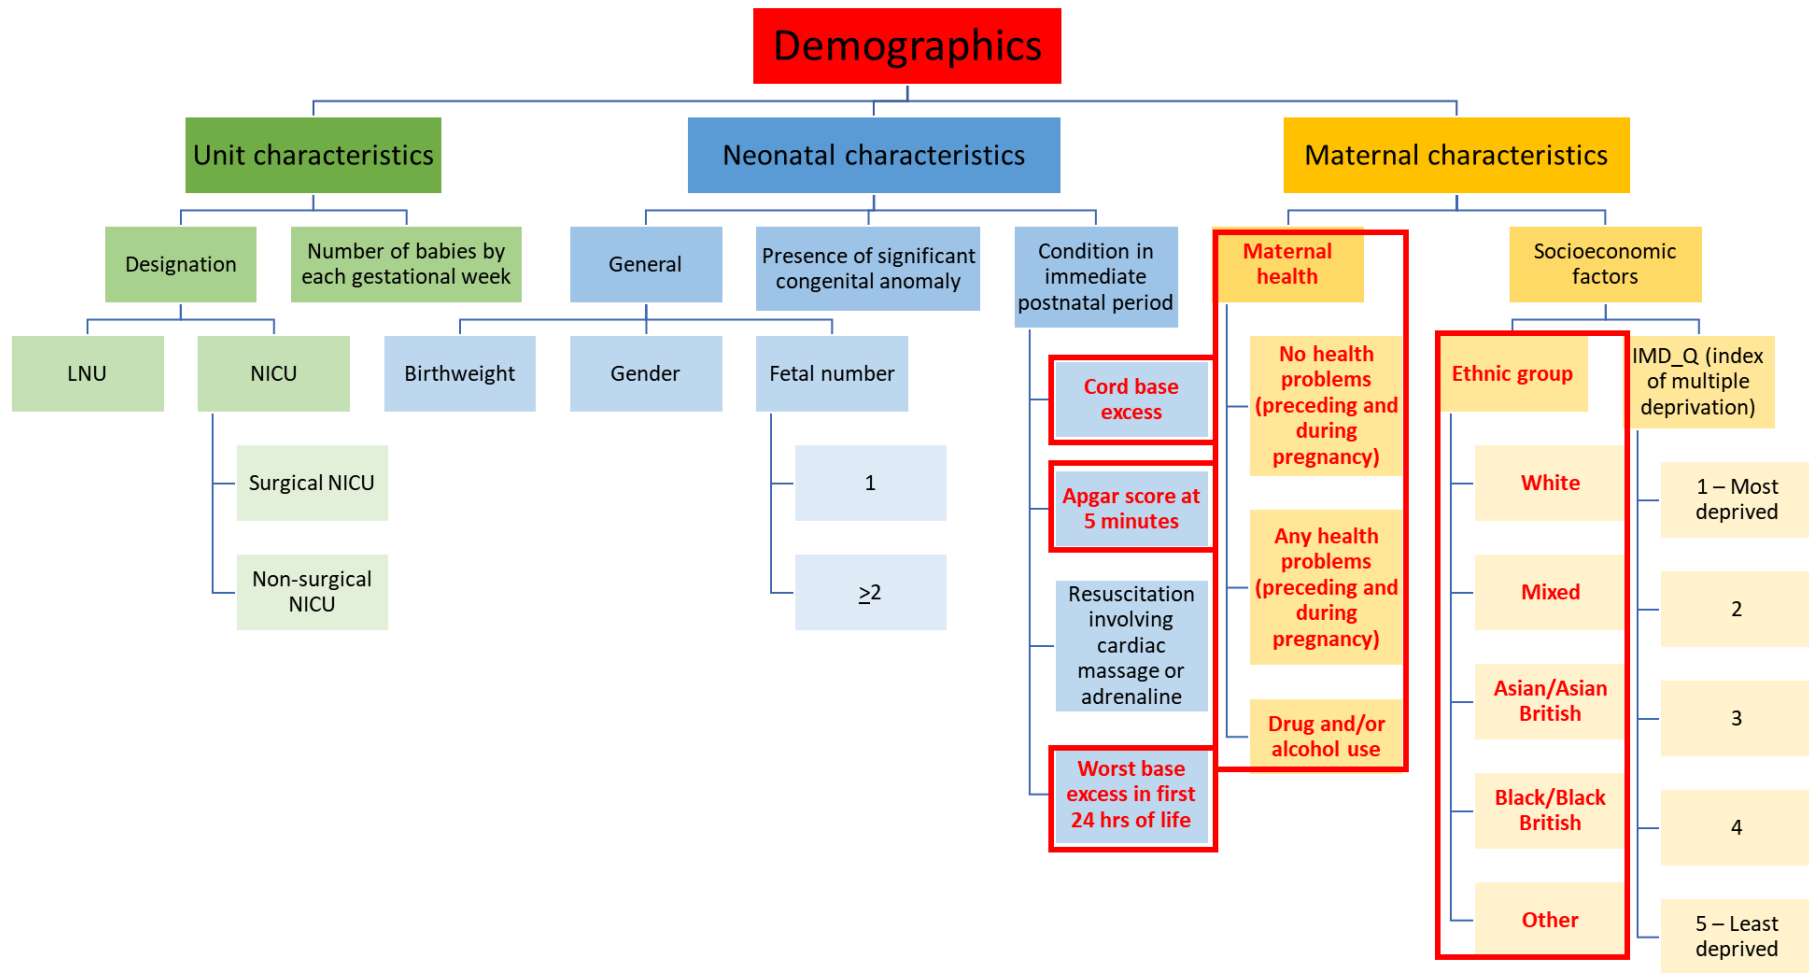 Demographics
Unit characteristics
Neonatal characteristics
Maternal characteristics
Designation
Number of babies by
each gestational week
General
Presence of significant
congenital anomaly
Condition in
immediate
postnatal period
Maternal
health
Socioeconomic
factors
LNU
NICU
Birthweight
Gender
Fetal number
Surgical NICU
Non-surgical
NICU
1
>2
Cord base
excess
Apgar score at
5 minutes
Resuscitation
involving
cardiac
massage or
adrenaline
Worst base
excess in first
24 hrs of life
No health
problems
(preceding and
during
pregnancy)
Any health
problems
(preceding and
during
pregnancy)
Drug and/or
alcohol use
Ethnic group
White
Mixed
Asian/Asian
British
Black/Black
British
Other
IMD_Q (index
of multiple
deprivation)
1 – Most
deprived
2
3
4
5 – Least
deprived